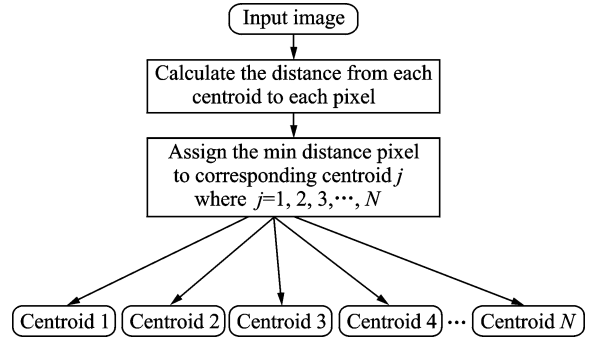 Input image
Calculate the distance from each
centroid to each pixel
Assign the min distance pixel
to corresponding centroid j
where j=1, 2, 3,⋯, N
Centroid 1 Centroid 2 Centroid 3 Centroid 4 ⋯ Centroid N